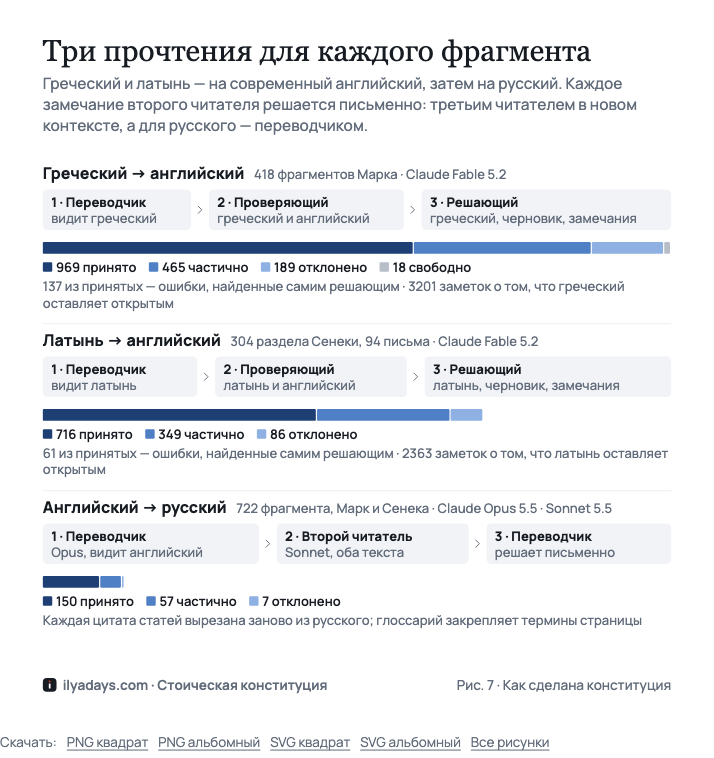 Три прочтения для каждого фрагмента
Греческий и латынь — на современный английский, затем на русский. Каждое
замечание второго читателя решается письменно: третьим читателем в новом
контексте, а для русского — переводчиком.
Греческий → английский 418 фрагментов Марка · Claude Fable 5.2
1 · Переводчик
видит греческий
2 · Проверяющий
греческий и английский
3 · Решающий
греческий, черновик, замечания
969 принято 465 частично 189 отклонено 18 свободно
137 из принятых — ошибки, найденные самим решающим · 3201 заметок о том, что греческий
оставляет открытым
Латынь → английский 304 раздела Сенеки, 94 письма · Claude Fable 5.2
1 · Переводчик
видит латынь
2 · Проверяющий
латынь и английский
3 · Решающий
латынь, черновик, замечания
716 принято 349 частично 86 отклонено
61 из принятых — ошибки, найденные самим решающим · 2363 заметок о том, что латынь оставляет
открытым
Английский → русский 722 фрагмента, Марк и Сенека · Claude Opus 5.5 · Sonnet 5.5
1 · Переводчик
Opus, видит английский
2 · Второй читатель
Sonnet, оба текста
3 · Переводчик
решает письменно
150 принято 57 частично 7 отклонено
Каждая цитата статей вырезана заново из русского; глоссарий закрепляет термины страницы
ilyadays.com · Стоическая конституция
Рис. 7 · Как сделана конституция
Скачать: PNG квадрат PNG альбомный SVG квадрат SVG альбомный Все рисунки